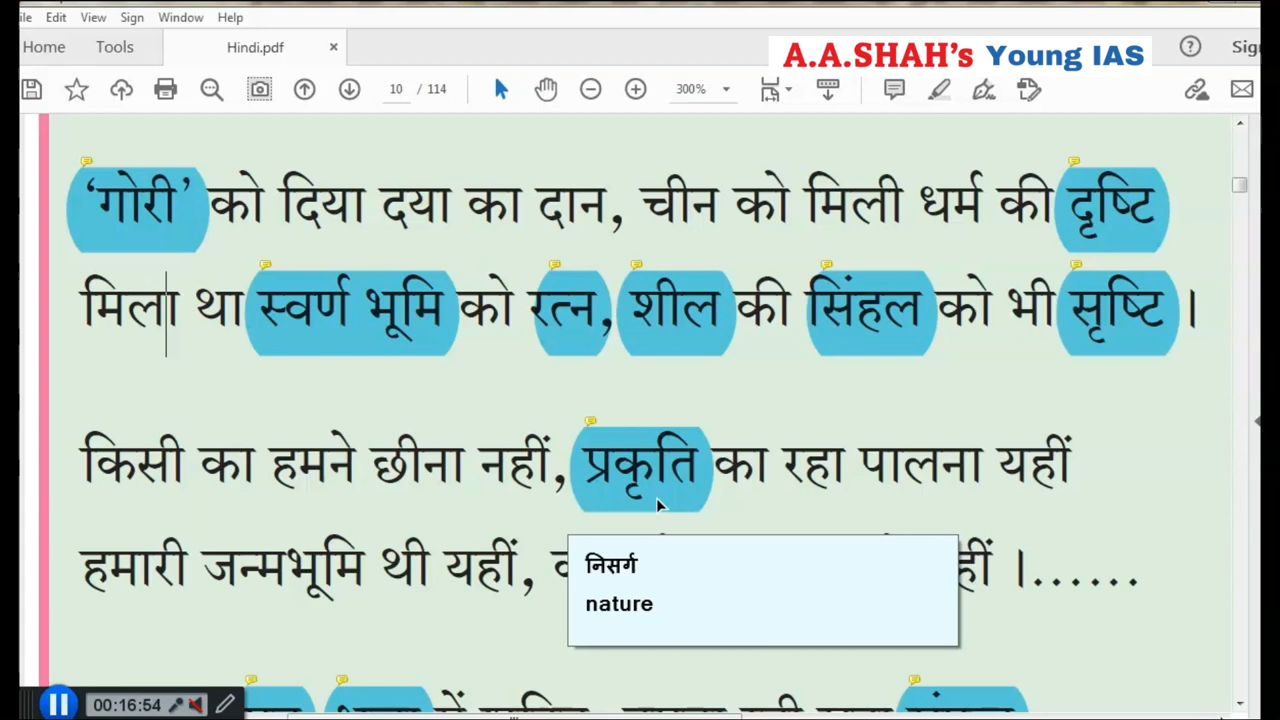 ile Edit View Sign Window Help
Home Tools Hindi.pdf × Sig
A.A.SHAH's Young IAS
10 / 114 300%
‘गोरी’ को दिया दया का दान, चीन को मिली धर्म की दृष्टि
मिला था स्वर्ण भूमि को रत्न, शील की सिंहल को भी सृष्टि ।
किसी का हमने छीना नहीं, प्रकृति का रहा पालना यहीं
हमारी जन्मभूमि थी यहीं, हीं ।......
निसर्ग
nature
00:16:54